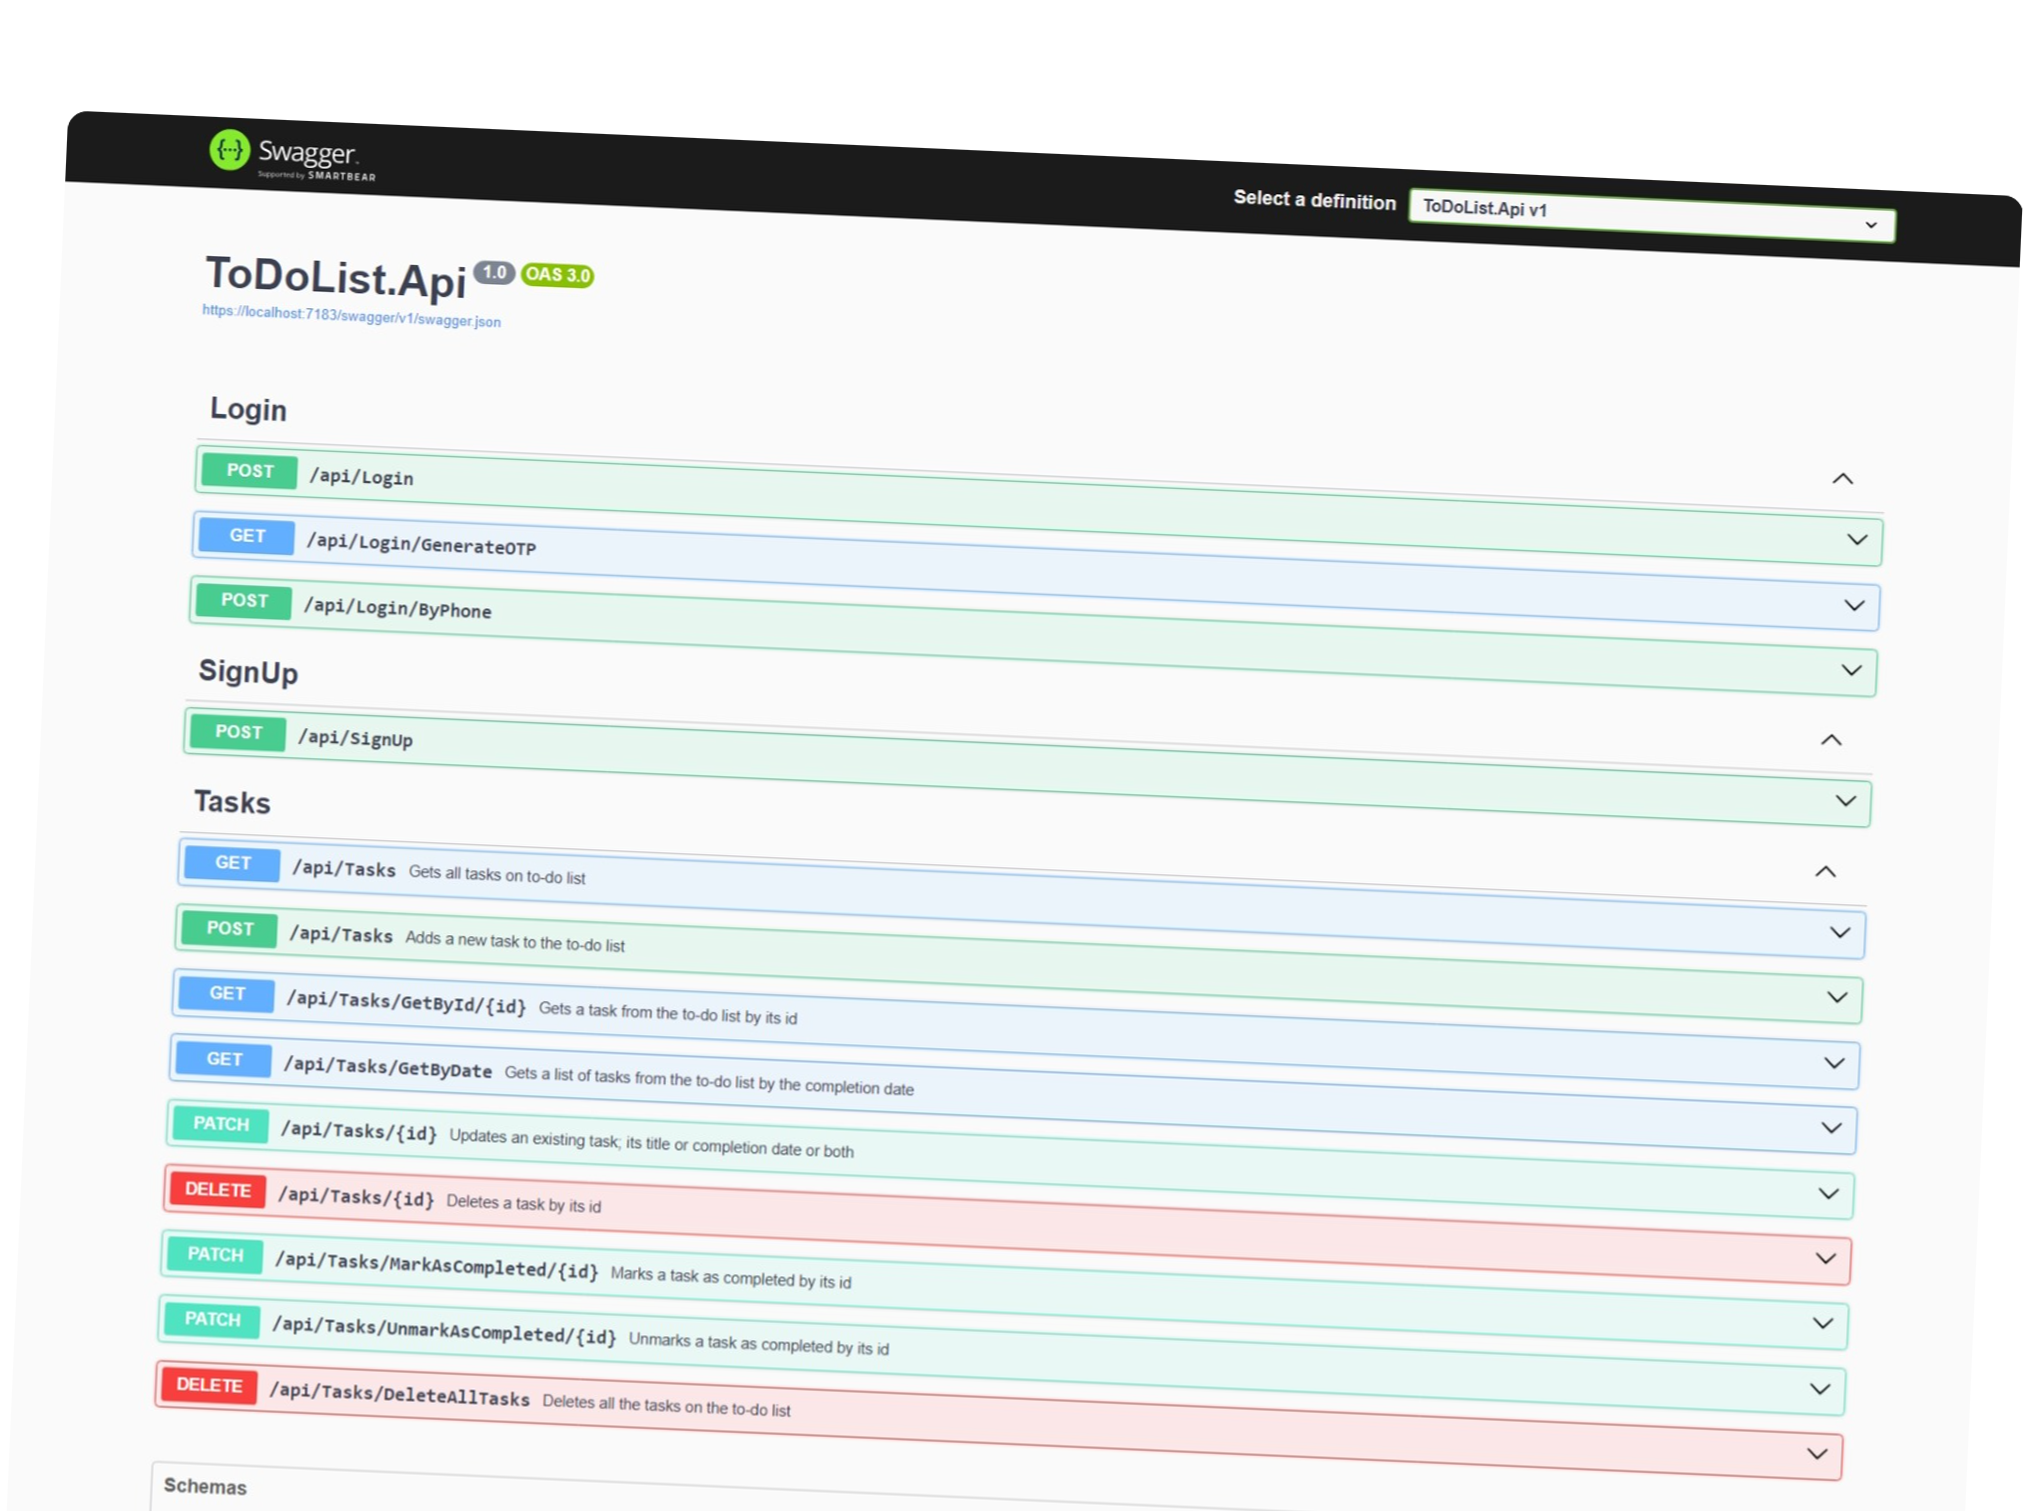 Swagger
Supported by SMARTBEAR
Select a definition
ToDoList.Api v1
ToDoList.Api 1.0 OAS 3.0
https://localhost:7183/swagger/v1/swagger.json
Login
POST /api/Login
GET /api/Login/GenerateOTP
POST /api/Login/ByPhone
SignUp
POST /api/SignUp
Tasks
GET /api/Tasks Gets all tasks on to-do list
POST /api/Tasks Adds a new task to the to-do list
GET /api/Tasks/GetById/{id} Gets a task from the to-do list by its id
GET /api/Tasks/GetByDate Gets a list of tasks from the to-do list by the completion date
PATCH /api/Tasks/{id} Updates an existing task; its title or completion date or both
DELETE /api/Tasks/{id} Deletes a task by its id
PATCH /api/Tasks/MarkAsCompleted/{id} Marks a task as completed by its id
PATCH /api/Tasks/UnmarkAsCompleted/{id} Unmarks a task as completed by its id
DELETE /api/Tasks/DeleteAllTasks Deletes all the tasks on the to-do list
Schemas